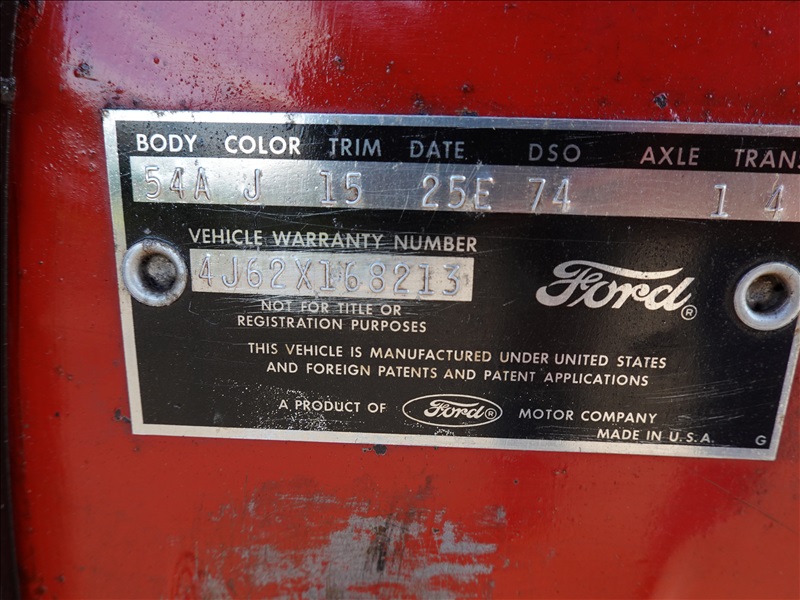 BODY COLOR TRIM DATE DSO AXLE TRANS.
54A J 15 25E 74 1 4
VEHICLE WARRANTY NUMBER
4J62X168213
NOT FOR TITLE OR
REGISTRATION PURPOSES
Ford®
THIS VEHICLE IS MANUFACTURED UNDER UNITED STATES
AND FOREIGN PATENTS AND PATENT APPLICATIONS
A PRODUCT OF Ford® MOTOR COMPANY
MADE IN U.S.A.
G